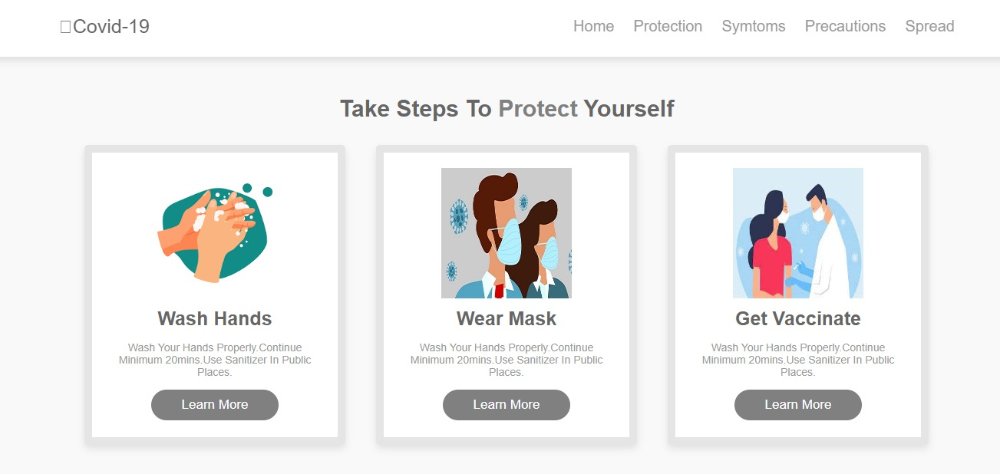 Covid-19
Home Protection Symtoms Precautions Spread
Take Steps To Protect Yourself
Wash Hands
Wash Your Hands Properly.Continue
Minimum 20mins.Use Sanitizer In Public
Places.
Learn More
Wear Mask
Wash Your Hands Properly.Continue
Minimum 20mins.Use Sanitizer In Public
Places.
Learn More
Get Vaccinate
Wash Your Hands Properly.Continue
Minimum 20mins.Use Sanitizer In Public
Places.
Learn More